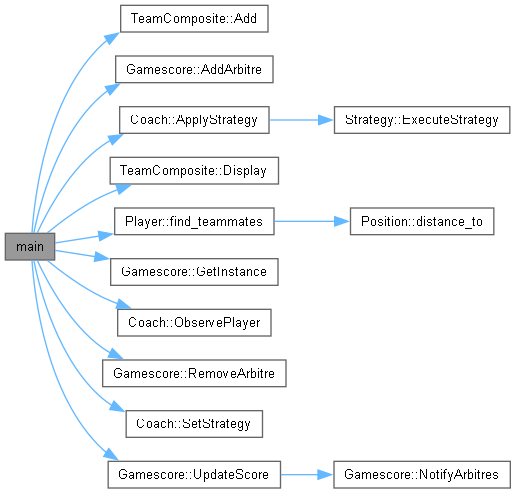 TeamComposite::Add
Gamescore::AddArbitre
Coach::ApplyStrategy
Strategy::ExecuteStrategy
TeamComposite::Display
Player::find_teammates
Position::distance_to
main
Gamescore::GetInstance
Coach::ObservePlayer
Gamescore::RemoveArbitre
Coach::SetStrategy
Gamescore::UpdateScore
Gamescore::NotifyArbitres